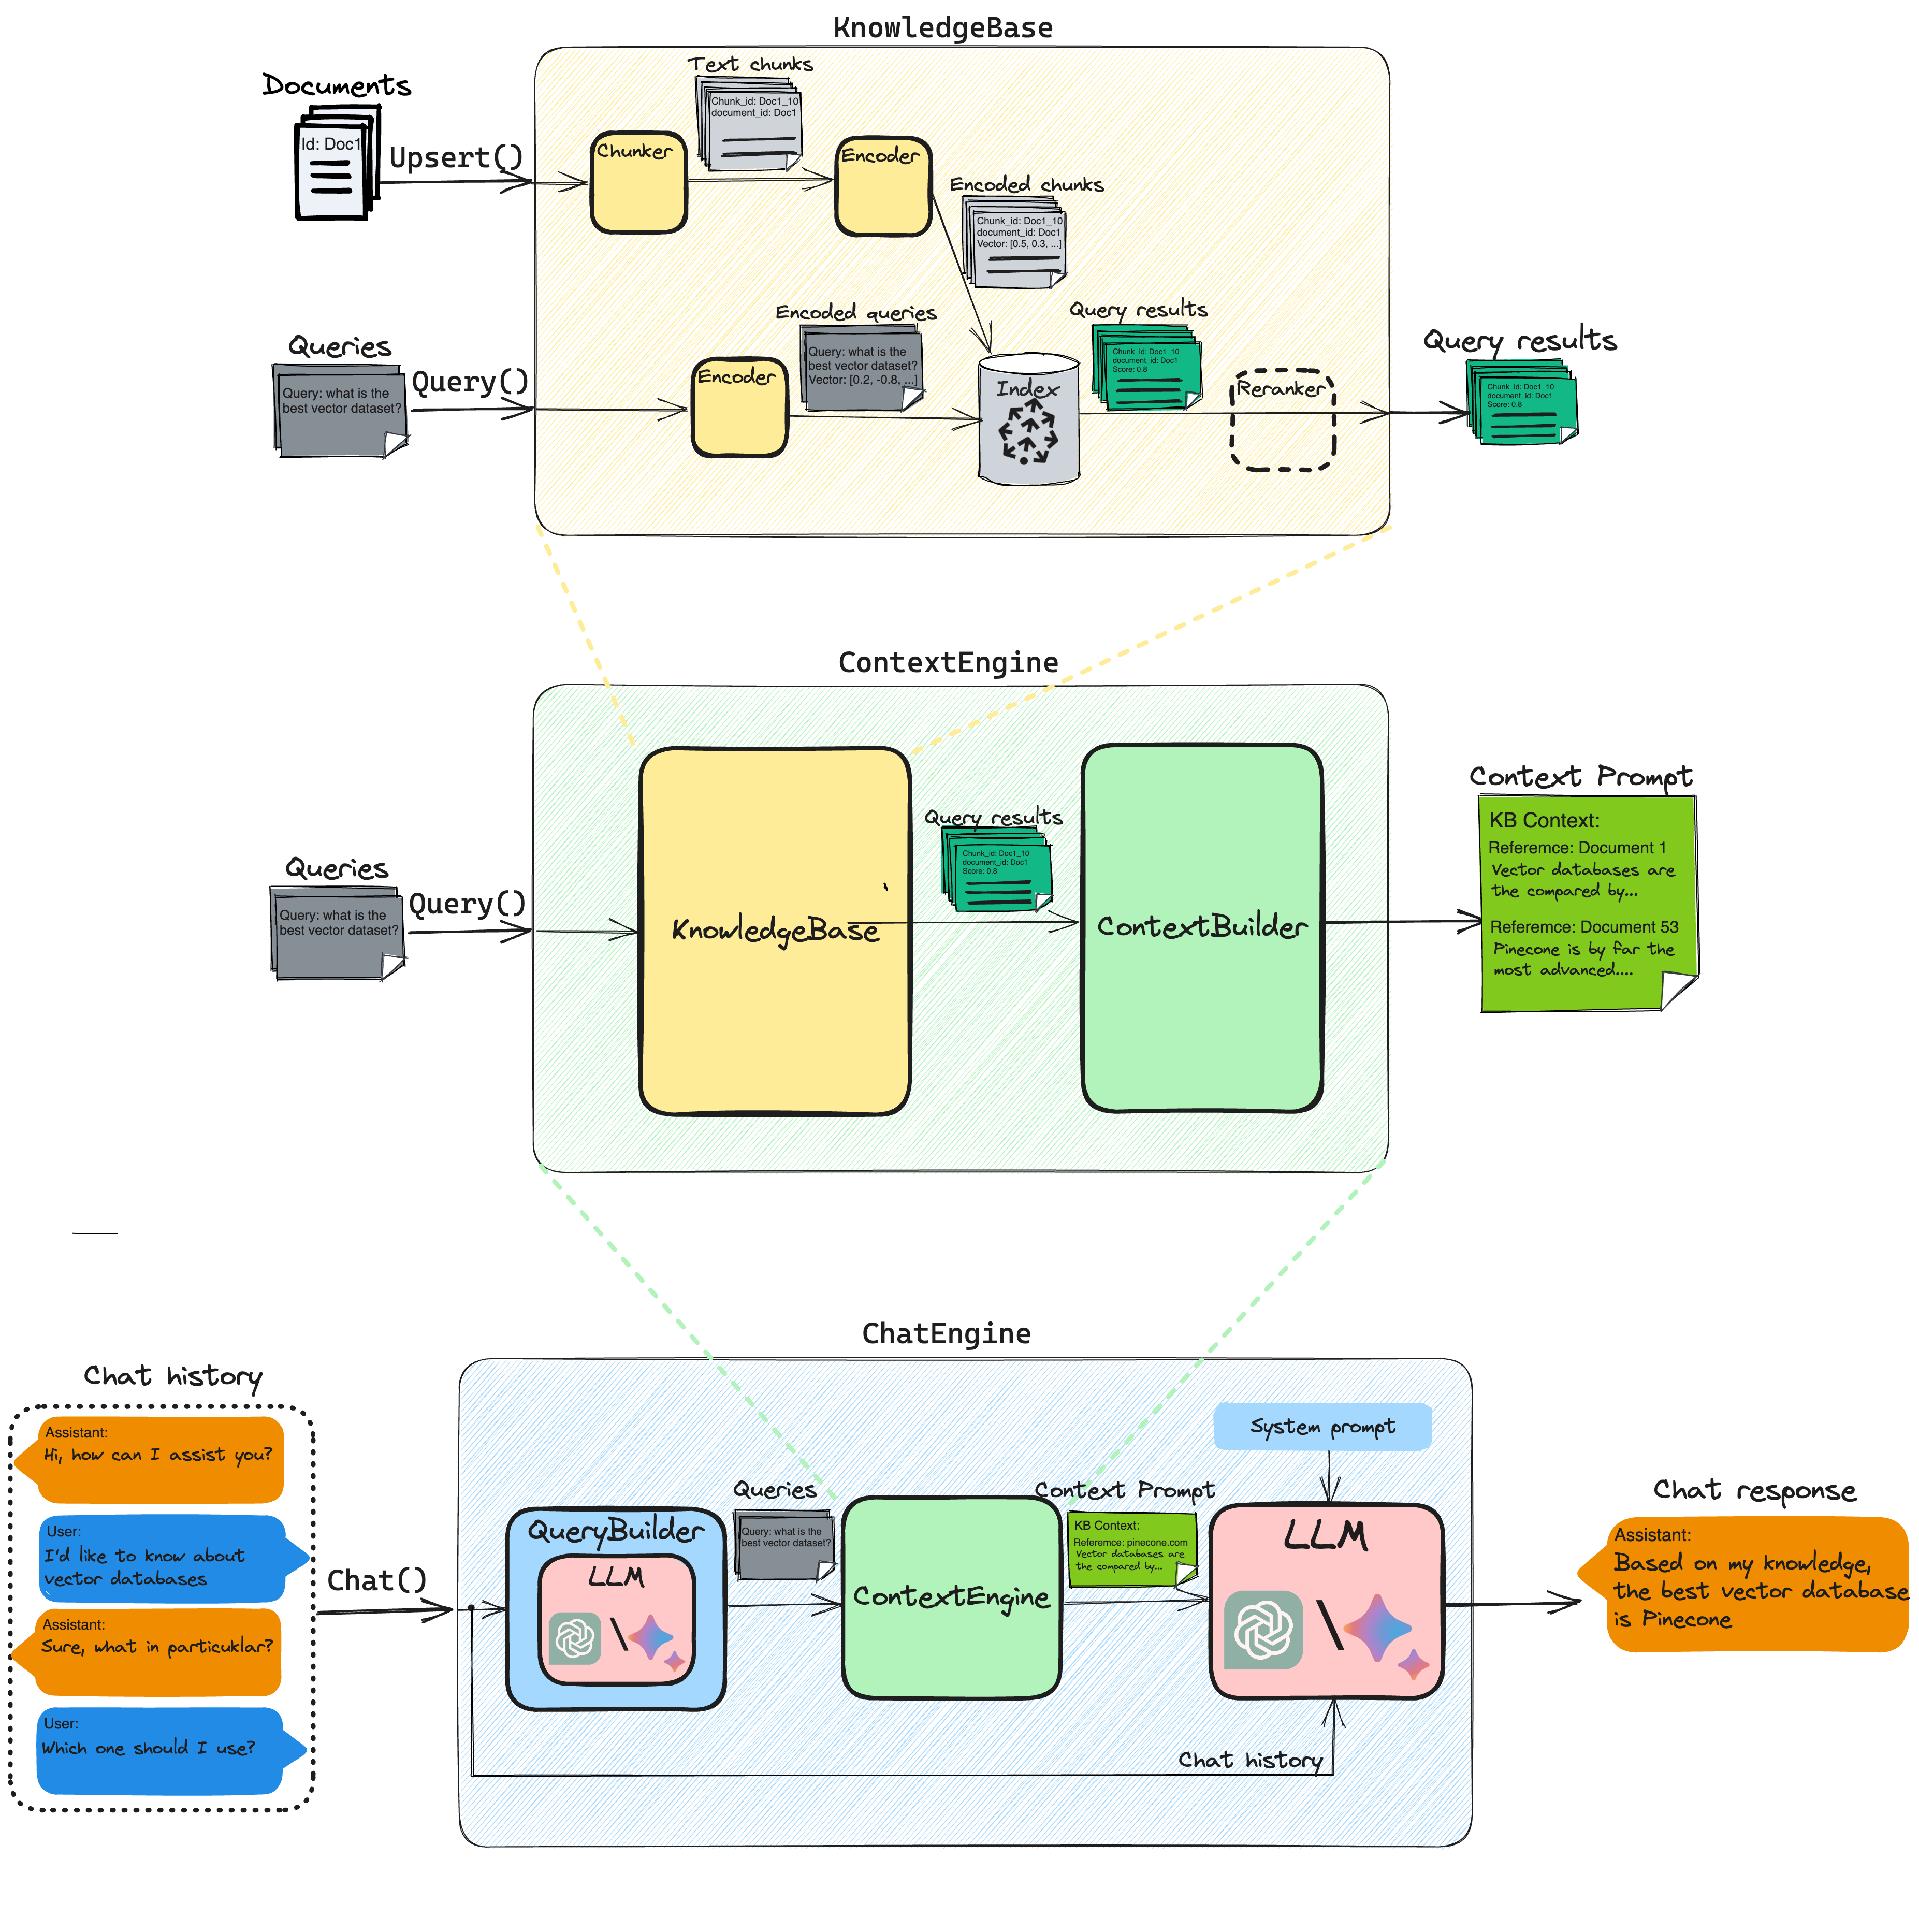 KnowledgeBase
Documents
Id: Doc1
Upsert()
Chunker
Text chunks
Chunk_id: Doc1_10
document_id: Doc1
Encoder
Encoded chunks
Chunk_id: Doc1_10
document_id: Doc1
Vector: [0.5, 0.3, ...]
Queries
Query: what is the
best vector dataset?
Query()
Encoder
Encoded queries
Query: what is the
best vector dataset?
Vector: [0.2, -0.8, ...]
Index
Query results
Chunk_id: Doc1_10
document_id: Doc1
Score: 0.8
Reranker
Query results
Chunk_id: Doc1_10
document_id: Doc1
Score: 0.8
ContextEngine
Queries
Query: what is the
best vector dataset?
Query()
KnowledgeBase
Query results
Chunk_id: Doc1_10
document_id: Doc1
Score: 0.8
ContextBuilder
Context Prompt
KB Context:
Referemce: Document 1
Vector databases are
the compared by...
Referemce: Document 53
Pinecone is by far the
most advanced....
ChatEngine
Chat history
Assistant:
Hi, how can I assist you?
User:
I'd like to know about
vector databases
Assistant:
Sure, what in particuklar?
User:
Which one should I use?
Chat()
QueryBuilder
LLM
\
Queries
Query: what is the
best vector dataset?
ContextEngine
Context Prompt
KB Context:
Referemce: pinecone.com
Vector databases are
the compared by...
System prompt
LLM
\
Chat history
Chat response
Assistant:
Based on my knowledge,
the best vector database
is Pinecone